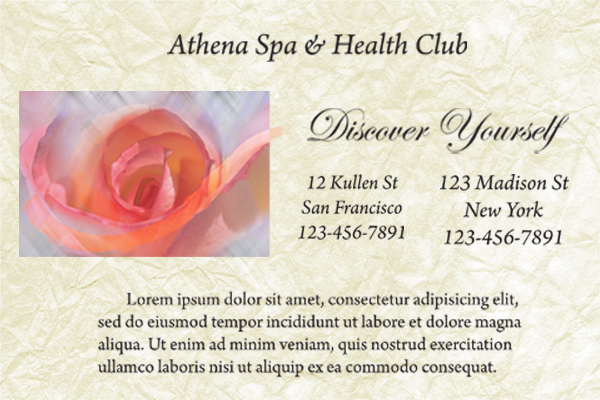 Athena Spa & Health Club
Discover Yourself
12 Kullen St
San Francisco
123-456-7891
123 Madison St
New York
123-456-7891
Lorem ipsum dolor sit amet, consectetur adipisicing elit,
sed do eiusmod tempor incididunt ut labore et dolore magna
aliqua. Ut enim ad minim veniam, quis nostrud exercitation
ullamco laboris nisi ut aliquip ex ea commodo consequat.